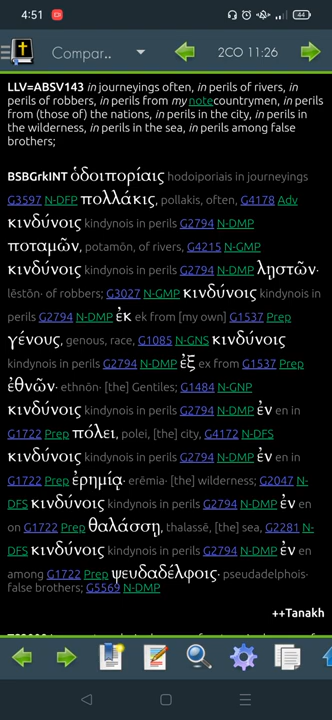 4:51
44
Compar..
2CO 11:26
LLV=ABSV143 in journeyings often, in perils of rivers, in
perils of robbers, in perils from my notecountrymen, in perils
from (those of) the nations, in perils in the city, in perils in
the wilderness, in perils in the sea, in perils among false
brothers;
BSBGrkINT ὁδοιπορίαις hodoiporiais in journeyings
G3597 N-DFP πολλάκις, pollakis, often, G4178 Adv
κινδύνοις kindynois in perils G2794 N-DMP
ποταμῶν, potamōn, of rivers, G4215 N-GMP
κινδύνοις kindynois in perils G2794 N-DMP λῃστῶν·
lēstōn· of robbers; G3027 N-GMP κινδύνοις kindynois in
perils G2794 N-DMP ἐκ ek from [my own] G1537 Prep
γένους, genous, race, G1085 N-GNS κινδύνοις
kindynois in perils G2794 N-DMP ἐξ ex from G1537 Prep
ἐθνῶν· ethnōn· [the] Gentiles; G1484 N-GNP
κινδύνοις kindynois in perils G2794 N-DMP ἐν en in
G1722 Prep πόλει, polei, [the] city, G4172 N-DFS
κινδύνοις kindynois in perils G2794 N-DMP ἐν en in
G1722 Prep ἐρημίᾳ· erēmia· [the] wilderness; G2047 N-
DFS κινδύνοις kindynois in perils G2794 N-DMP ἐν en
on G1722 Prep θαλάσσῃ, thalassē, [the] sea, G2281 N-
DFS κινδύνοις kindynois in perils G2794 N-DMP ἐν en
among G1722 Prep ψευδαδέλφοις· pseudadelphois·
false brothers; G5569 N-DMP
++Tanakh